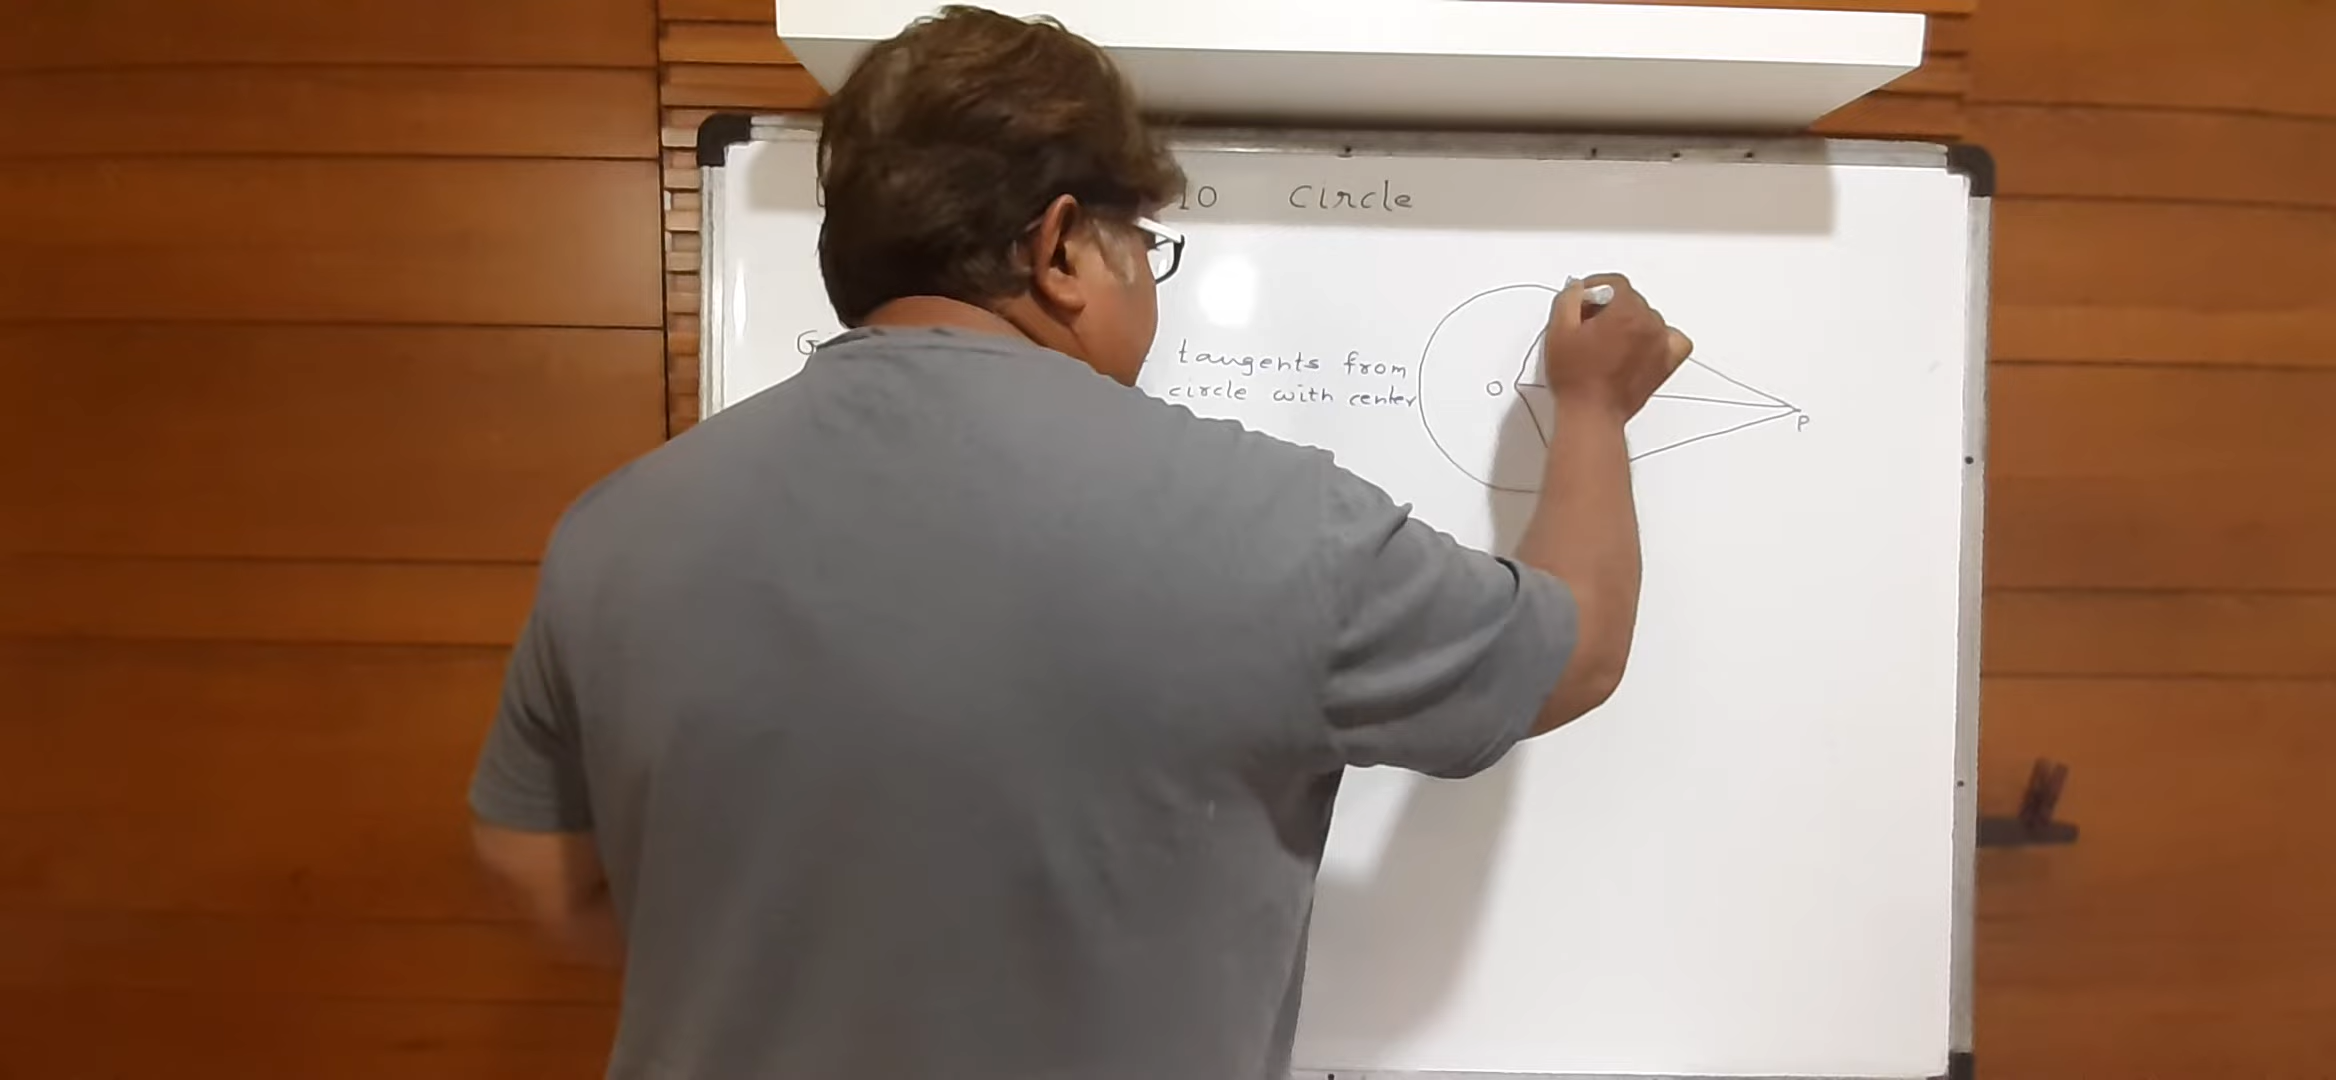 10 circle
tangents from
circle with center
O
P